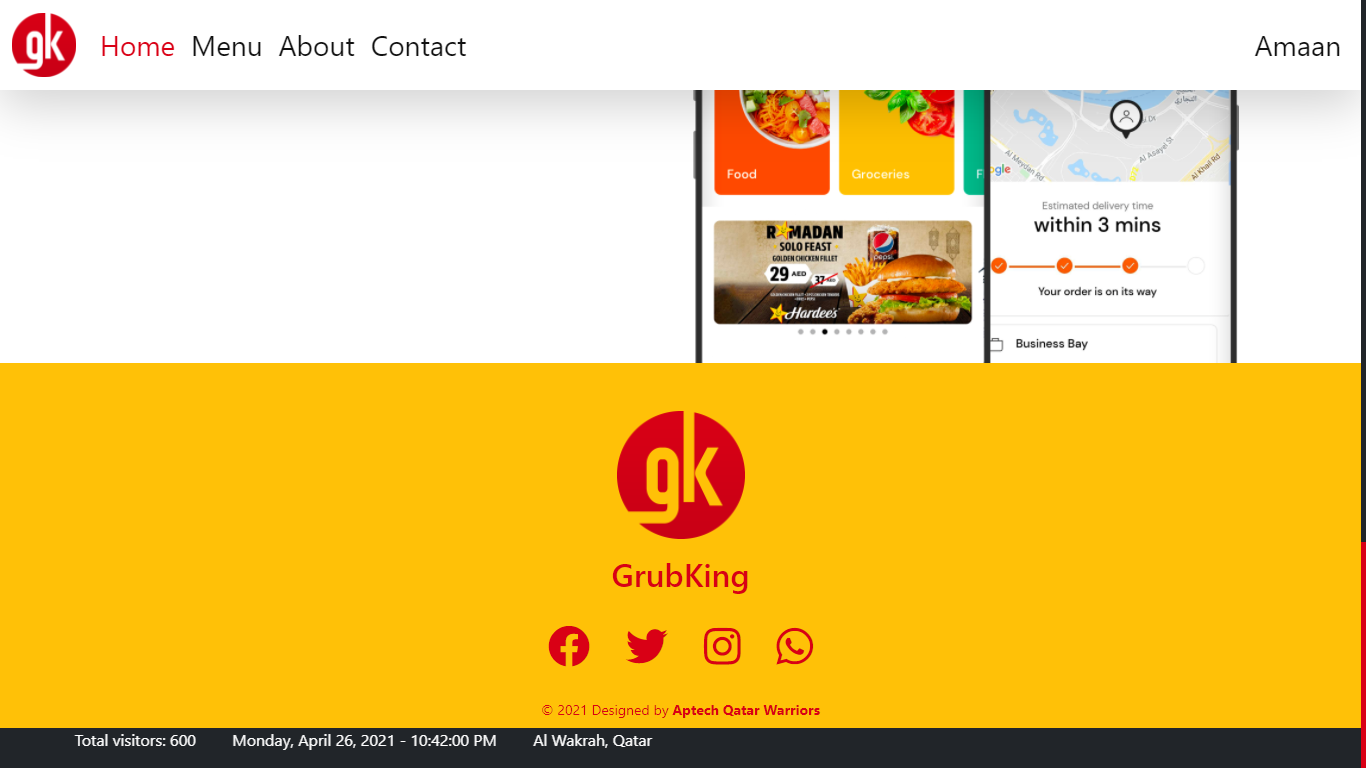 gk Home Menu About Contact Amaan
Food
Groceries
F
RAMADAN
SOLO FEAST
GOLDEN CHICKEN FILLET
29 AED 37 AED
pepsi
Hardee's
Al Meydan Rd
Al Asayel St
Al Khail Rd
ogle
Estimated delivery time
within 3 mins
Your order is on its way
Business Bay
gk
GrubKing
© 2021 Designed by Aptech Qatar Warriors
Total visitors: 600 Monday, April 26, 2021 - 10:42:00 PM Al Wakrah, Qatar